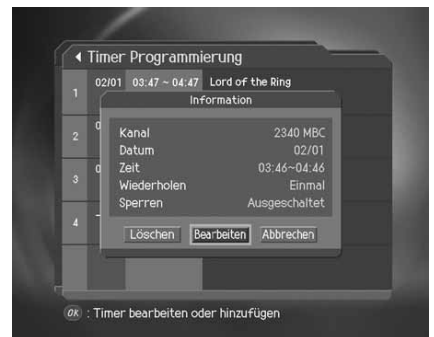 Timer Programmierung
1 02/01 03:47 ~ 04:47 Lord of the Ring
Information
2 0
3 0
4
Kanal 2340 MBC
Datum 02/01
Zeit 03:46~04:46
Wiederholen Einmal
Sperren Ausgeschaltet
Löschen Bearbeiten Abbrechen
OK : Timer bearbeiten oder hinzufügen